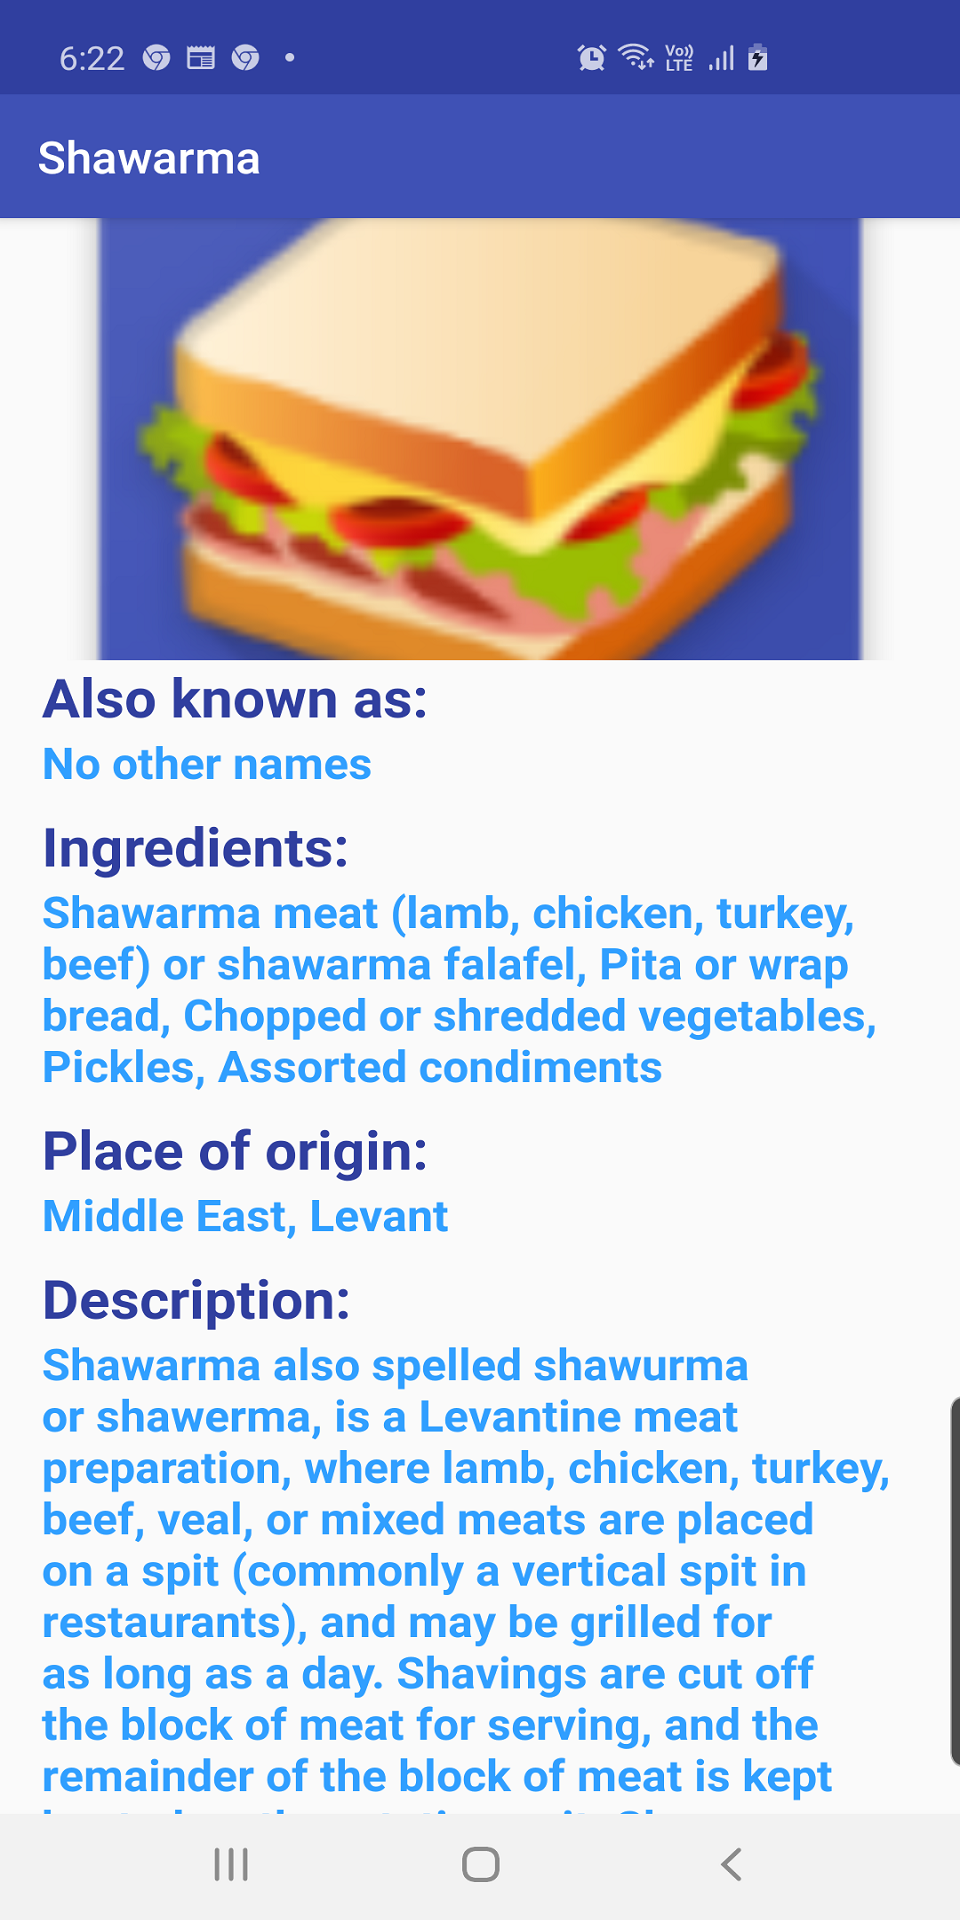 6:22
Vo))
LTE
Shawarma
Also known as:
No other names
Ingredients:
Shawarma meat (lamb, chicken, turkey,
beef) or shawarma falafel, Pita or wrap
bread, Chopped or shredded vegetables,
Pickles, Assorted condiments
Place of origin:
Middle East, Levant
Description:
Shawarma also spelled shawurma
or shawerma, is a Levantine meat
preparation, where lamb, chicken, turkey,
beef, veal, or mixed meats are placed
on a spit (commonly a vertical spit in
restaurants), and may be grilled for
as long as a day. Shavings are cut off
the block of meat for serving, and the
remainder of the block of meat is kept